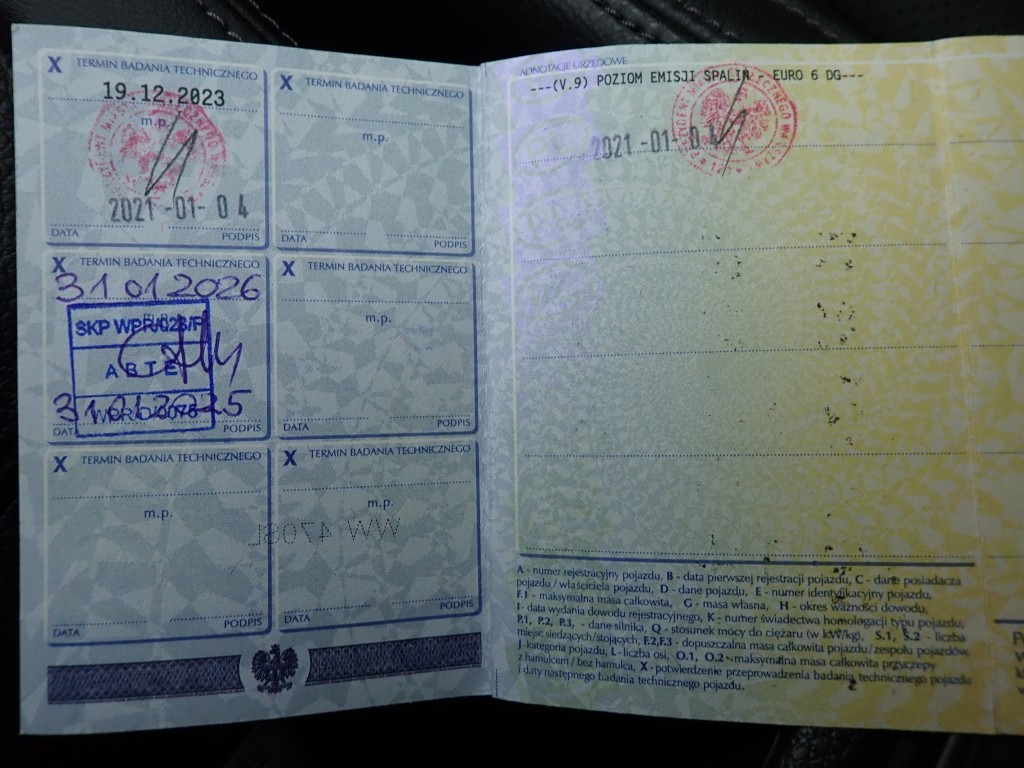 X TERMIN BADANIA TECHNICZNEGO
19.12.2023
m.p.
2021 -01- 04
DATA PODPIS
X TERMIN BADANIA TECHNICZNEGO
m.p.
DATA PODPIS
X TERMIN BADANIA TECHNICZNEGO
31 01 2026
SKP WPR/028/P
31.01.2025
DATA PODPIS
X TERMIN BADANIA TECHNICZNEGO
m.p.
DATA PODPIS
X TERMIN BADANIA TECHNICZNEGO
m.p.
DATA PODPIS
X TERMIN BADANIA TECHNICZNEGO
m.p.
DATA PODPIS
ADNOTACJE URZĘDOWE
---(V.9) POZIOM EMISJI SPALIN - EURO 6 DG---
2021 -01- 04
A - numer rejestracyjny pojazdu, B - data pierwszej rejestracji pojazdu, C - dane posiadacza
pojazdu / właściciela pojazdu, D - dane pojazdu, E - numer identyfikacyjny pojazdu,
F.1 - maksymalna masa całkowita, G - masa własna, H - okres ważności dowodu,
I - data wydania dowodu rejestracyjnego, K - numer świadectwa homologacji typu pojazdu,
P.1, P.2, P.3, - dane silnika, Q - stosunek mocy do ciężaru (w kW/kg), S.1, S.2 - liczba
miejsc siedzących/stojących, F.2,F.3 - dopuszczalna masa całkowita pojazdu/zespołu pojazdów,
J - kategoria pojazdu, L - liczba osi, O.1, O.2 - maksymalna masa całkowita przyczepy
z hamulcem / bez hamulca, X - potwierdzenie przeprowadzenia badania technicznego pojazdu
i daty następnego badania technicznego pojazdu.